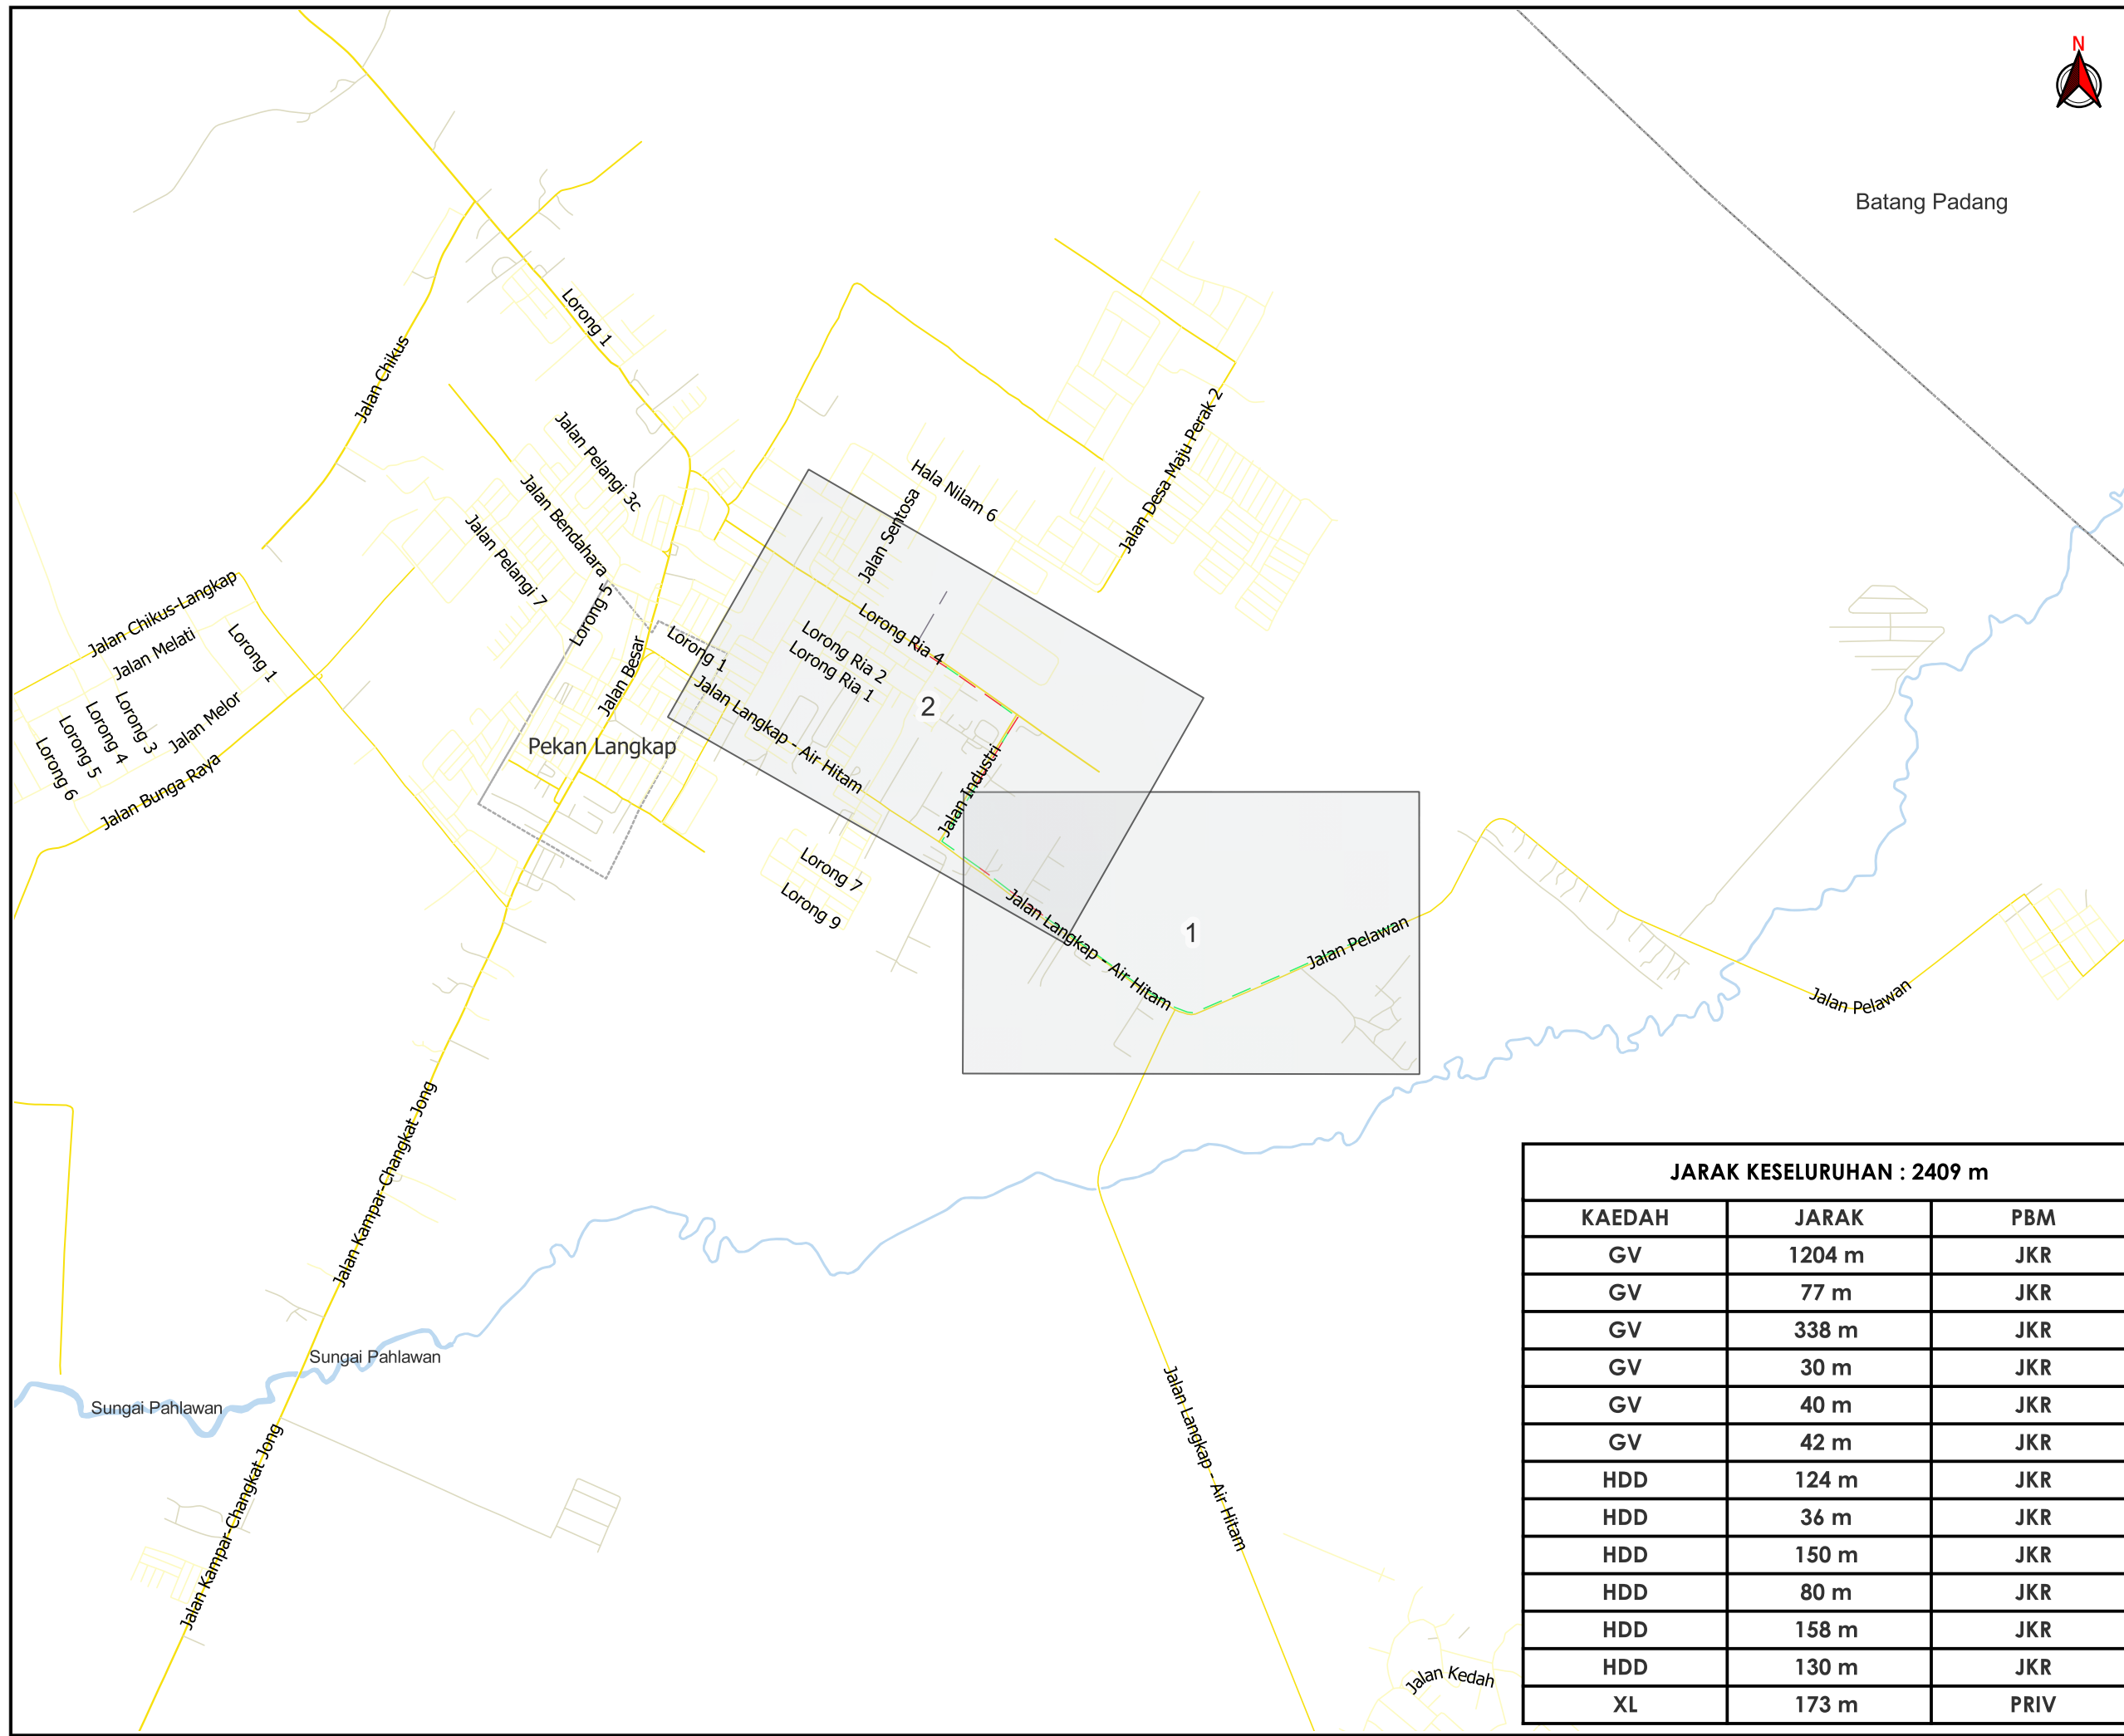 N
Batang Padang
Lorong 1
Jalan Chikus
Jalan Pelangi 3c
Jalan Desa Maju Perak 2
Hala Nilam 6
Jalan Sentosa
Jalan Bendahara
Jalan Pelangi 7
Jalan Chikus-Langkap
Jalan Melati
Lorong 1
Lorong 5
Lorong 1
Lorong Ria 4
Lorong Ria 2
Lorong Ria 1
Jalan Besar
Lorong 3
Lorong 4
Lorong 5
Lorong 6
Jalan Melor
Jalan Bunga Raya
Pekan Langkap
Jalan Langkap - Air Hitam
2
Jalan Industri
Lorong 7
Lorong 9
Jalan Langkap - Air Hitam
1
Jalan Pelawan
Jalan Pelawan
Jalan Kampar-Changkat Jong
Sungai Pahlawan
Sungai Pahlawan
Jalan Kampar-Changkat Jong
Jalan Langkap - Air Hitam
Jalan Kedah
JARAK KESELURUHAN : 2409 m
KAEDAH JARAK PBM
GV 1204 m JKR
GV 77 m JKR
GV 338 m JKR
GV 30 m JKR
GV 40 m JKR
GV 42 m JKR
HDD 124 m JKR
HDD 36 m JKR
HDD 150 m JKR
HDD 80 m JKR
HDD 158 m JKR
HDD 130 m JKR
XL 173 m PRIV